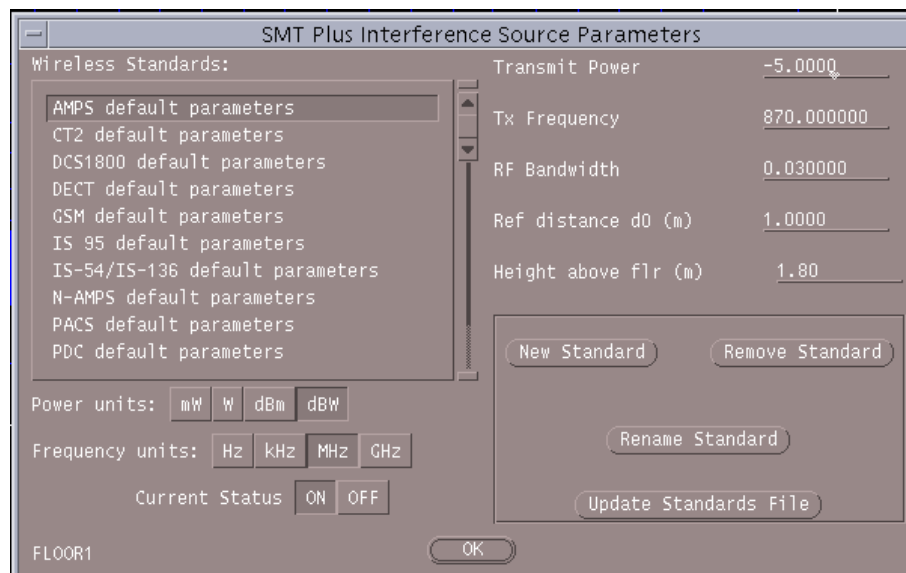 SMT Plus Interference Source Parameters
Wireless Standards:
AMPS default parameters
CT2 default parameters
DCS1800 default parameters
DECT default parameters
GSM default parameters
IS 95 default parameters
IS-54/IS-136 default parameters
N-AMPS default parameters
PACS default parameters
PDC default parameters
Power units: mW W dBm dBW
Frequency units: Hz kHz MHz GHz
Current Status ON OFF
Transmit Power -5.0000
Tx Frequency 870.000000
RF Bandwidth 0.030000
Ref distance d0 (m) 1.0000
Height above flr (m) 1.80
New Standard Remove Standard
Rename Standard
Update Standards File
FLOOR1
OK